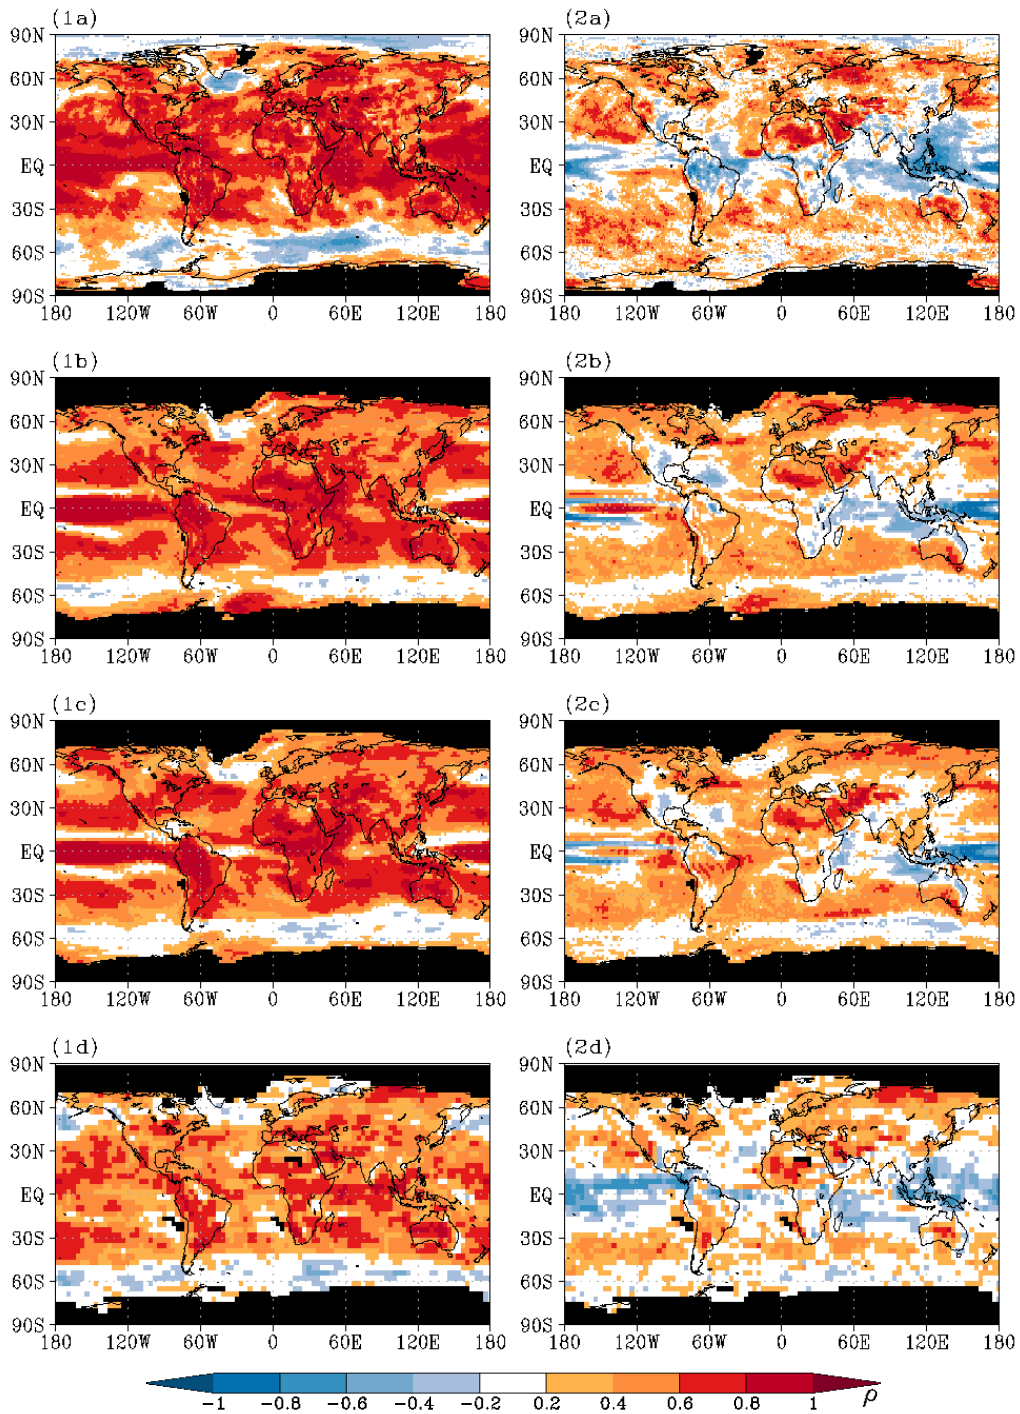 (1a) (2a)
90N 90N
60N 60N
30N 30N
EQ EQ
30S 30S
60S 60S
90S 90S
180 120W 60W 0 60E 120E 180 180 120W 60W 0 60E 120E 180
(1b) (2b)
90N 90N
60N 60N
30N 30N
EQ EQ
30S 30S
60S 60S
90S 90S
180 120W 60W 0 60E 120E 180 180 120W 60W 0 60E 120E 180
(1c) (2c)
90N 90N
60N 60N
30N 30N
EQ EQ
30S 30S
60S 60S
90S 90S
180 120W 60W 0 60E 120E 180 180 120W 60W 0 60E 120E 180
(1d) (2d)
90N 90N
60N 60N
30N 30N
EQ EQ
30S 30S
60S 60S
90S 90S
180 120W 60W 0 60E 120E 180 180 120W 60W 0 60E 120E 180
-1 -0.8 -0.6 -0.4 -0.2 0.2 0.4 0.6 0.8 1 ρ